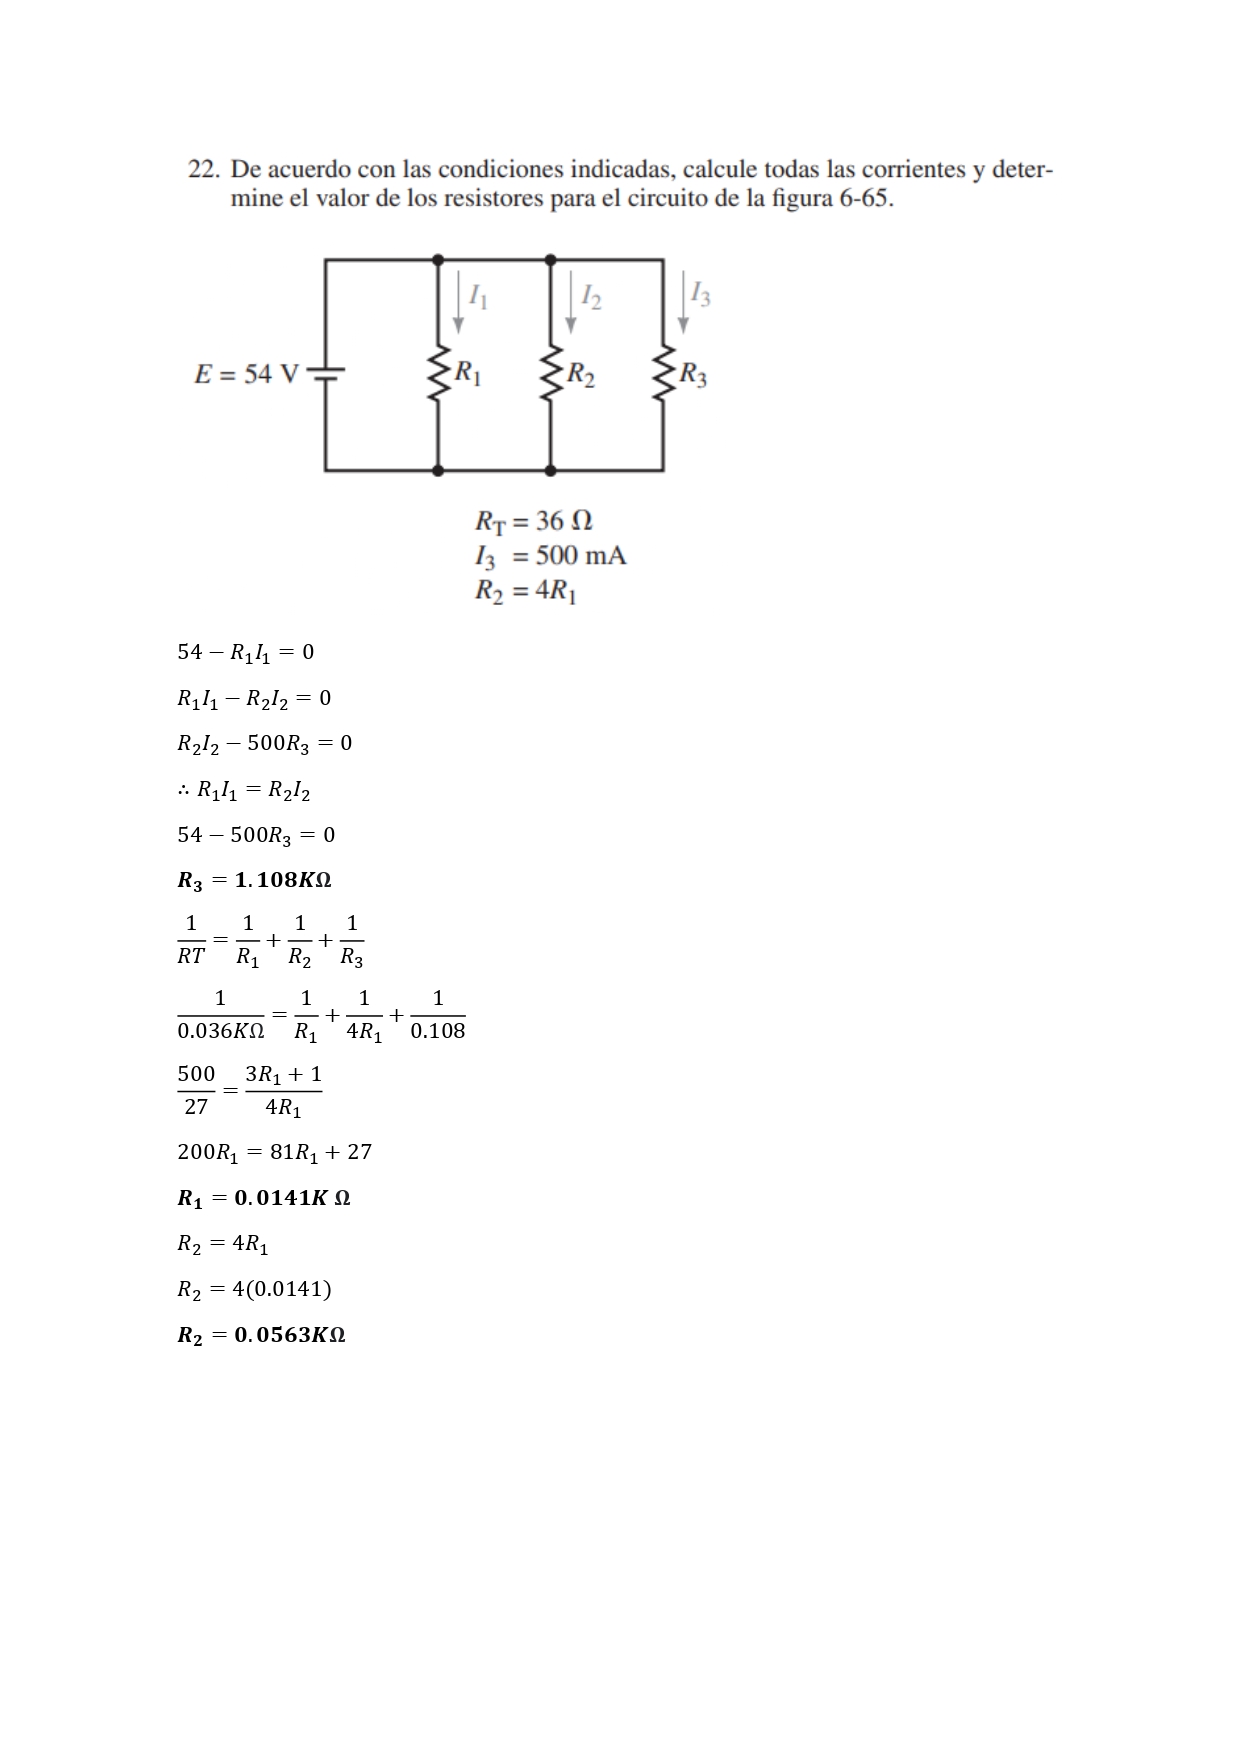 22. De acuerdo con las condiciones indicadas, calcule todas las corrientes y deter-
mine el valor de los resistores para el circuito de la figura 6-65.
I₁ I₂ I₃
E = 54 V R₁ R₂ R₃
R_T = 36 Ω
I₃ = 500 mA
R₂ = 4R₁
54 − R₁I₁ = 0
R₁I₁ − R₂I₂ = 0
R₂I₂ − 500R₃ = 0
∴ R₁I₁ = R₂I₂
54 − 500R₃ = 0
R₃ = 1.108KΩ
1/RT = 1/R₁ + 1/R₂ + 1/R₃
1/0.036KΩ = 1/R₁ + 1/4R₁ + 1/0.108
500/27 = 3R₁ + 1/4R₁
200R₁ = 81R₁ + 27
R₁ = 0.0141K Ω
R₂ = 4R₁
R₂ = 4(0.0141)
R₂ = 0.0563KΩ